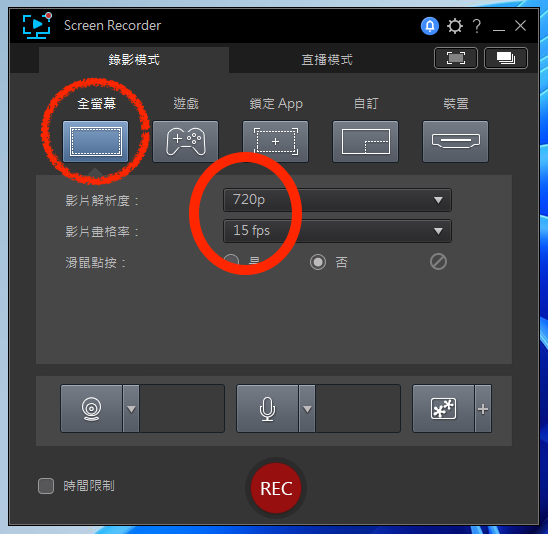 Screen Recorder
錄影模式 直播模式
全螢幕 遊戲 鎖定 App 自訂 裝置
影片解析度： 720p
影片畫格率： 15 fps
滑鼠點按： 是 否
時間限制
REC